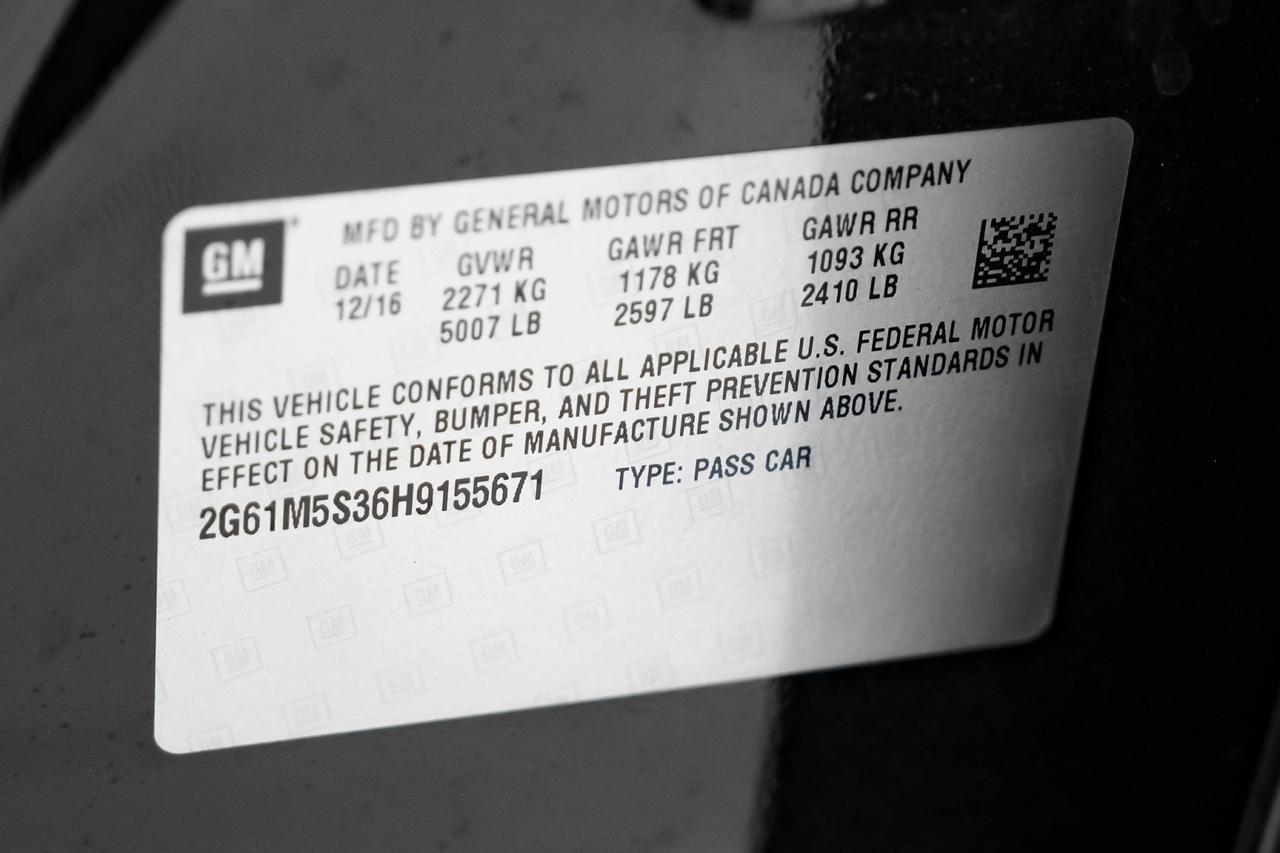 GM
MFD BY GENERAL MOTORS OF CANADA COMPANY
DATE GVWR GAWR FRT GAWR RR
12/16 2271 KG 1178 KG 1093 KG
5007 LB 2597 LB 2410 LB
THIS VEHICLE CONFORMS TO ALL APPLICABLE U.S. FEDERAL MOTOR
VEHICLE SAFETY, BUMPER, AND THEFT PREVENTION STANDARDS IN
EFFECT ON THE DATE OF MANUFACTURE SHOWN ABOVE.
2G61M5S36H9155671 TYPE: PASS CAR